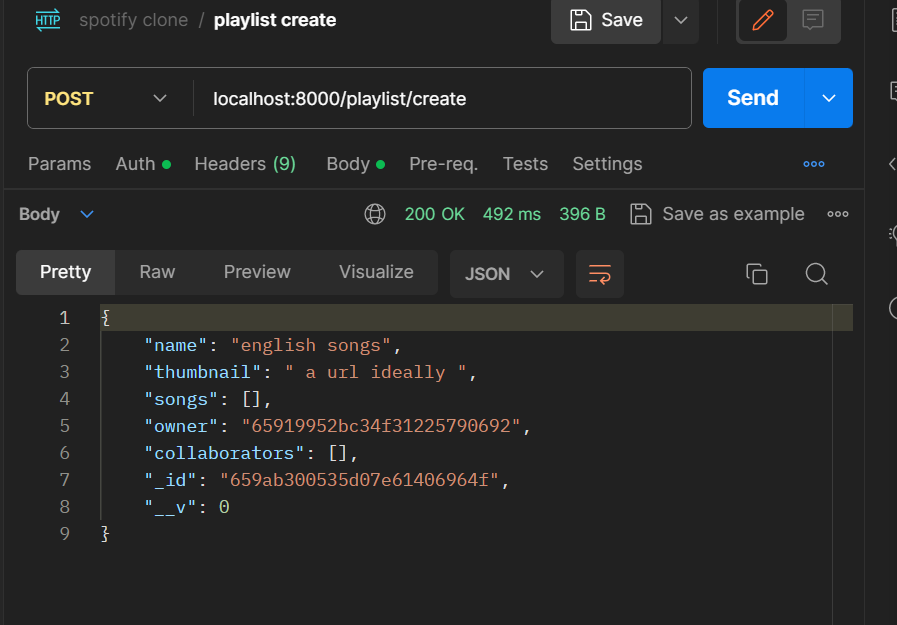 HTTP spotify clone / playlist create Save
POST localhost:8000/playlist/create Send
Params Auth Headers (9) Body Pre-req. Tests Settings
Body 200 OK 492 ms 396 B Save as example
Pretty Raw Preview Visualize JSON
1 {
2 "name": "english songs",
3 "thumbnail": " a url ideally ",
4 "songs": [],
5 "owner": "65919952bc34f31225790692",
6 "collaborators": [],
7 "_id": "659ab300535d07e61406964f",
8 "__v": 0
9 }